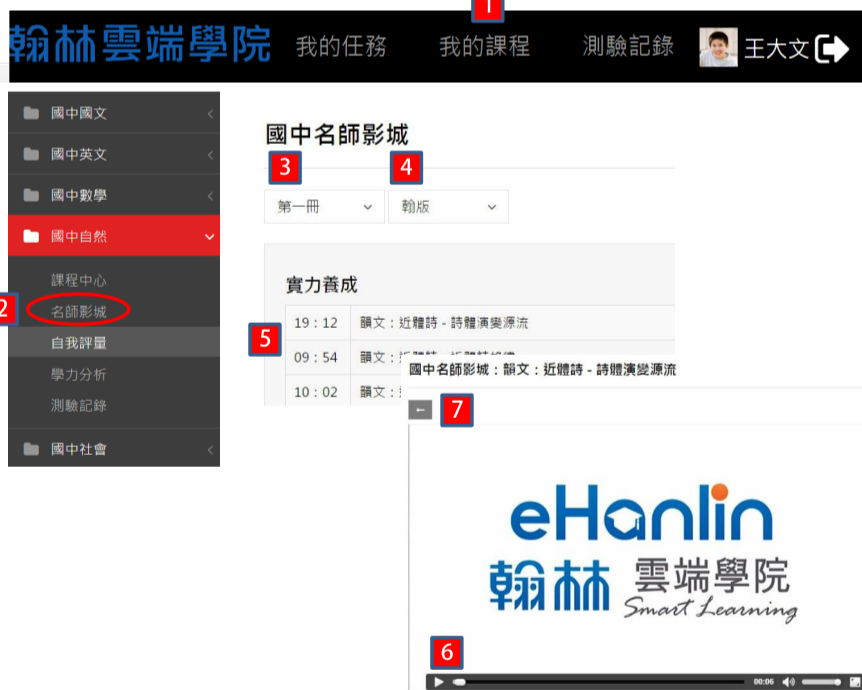 1
翰林雲端學院 我的任務 我的課程 測驗記錄 王大文
國中國文
國中英文
國中數學
國中自然
課程中心
2 名師影城
自我評量
學力分析
測驗記錄
國中社會
國中名師影城
3 4
第一冊 翰版
實力養成
5
19：12 韻文：近體詩 - 詩體演變源流
09：54 韻文：
10：02 韻文：
國中名師影城：韻文：近體詩 - 詩體演變源流
← 7
eHanlin
翰林 雲端學院
Smart Learning
6
00:06